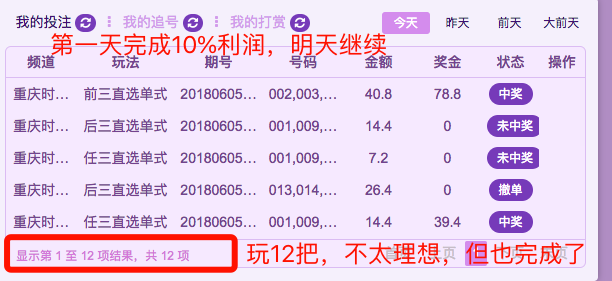 我的投注 我的追号 我的打赏 今天 昨天 前天 大前天
第一天完成10%利润，明天继续
频道 玩法 期号 号码 金额 奖金 状态 操作
重庆时... 前三直选单式 20180605... 002,003,... 40.8 78.8 中奖
重庆时... 后三直选单式 20180605... 001,009,... 14.4 0 未中奖
重庆时... 任三直选单式 20180605... 001,009,... 7.2 0 未中奖
重庆时... 后三直选单式 20180605... 013,014,... 26.4 0 撤单
重庆时... 任三直选单式 20180605... 001,009,... 14.4 39.4 中奖
显示第 1 至 12 项结果，共 12 项
玩12把，不太理想，但也完成了